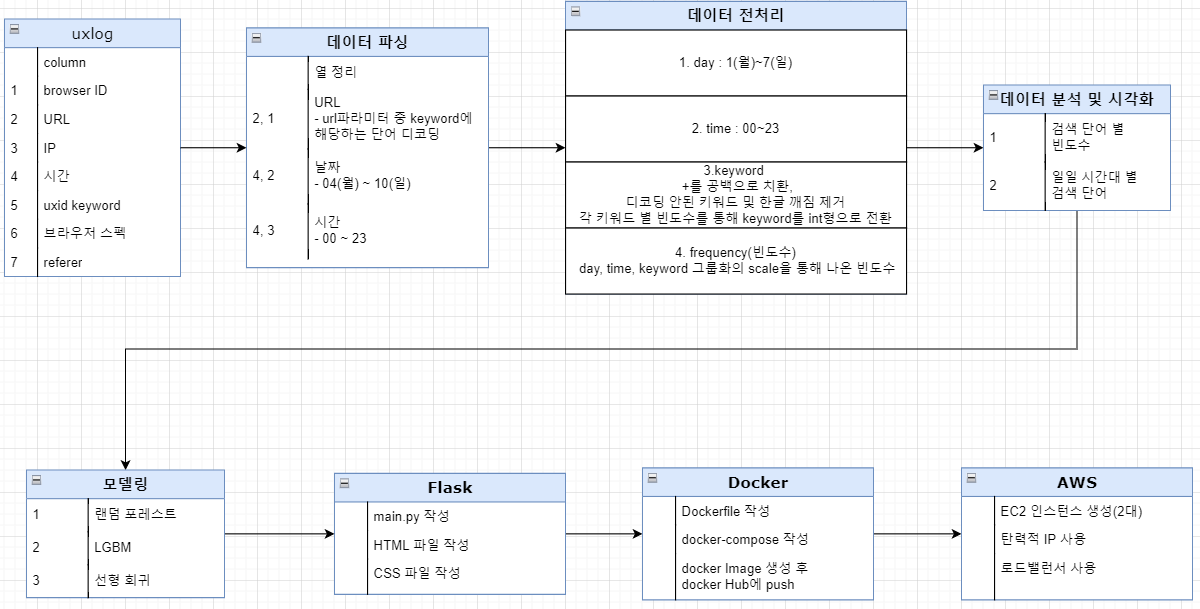 uxlog
column
1 browser ID
2 URL
3 IP
4 시간
5 uxid keyword
6 브라우저 스펙
7 referer
데이터 파싱
열 정리
2, 1 URL
- url파라미터 중 keyword에
해당하는 단어 디코딩
4, 2 날짜
- 04(월) ~ 10(일)
4, 3 시간
- 00 ~ 23
데이터 전처리
1. day : 1(월)~7(일)
2. time : 00~23
3.keyword
+를 공백으로 치환,
디코딩 안된 키워드 및 한글 깨짐 제거
각 키워드 별 빈도수를 통해 keyword를 int형으로 전환
4. frequency(빈도수)
day, time, keyword 그룹화의 scale을 통해 나온 빈도수
데이터 분석 및 시각화
1 검색 단어 별
빈도수
2 일일 시간대 별
검색 단어
모델링
1 랜덤 포레스트
2 LGBM
3 선형 회귀
Flask
main.py 작성
HTML 파일 작성
CSS 파일 작성
Docker
Dockerfile 작성
docker-compose 작성
docker Image 생성 후
docker Hub에 push
AWS
EC2 인스턴스 생성(2대)
탄력적 IP 사용
로드밸런서 사용